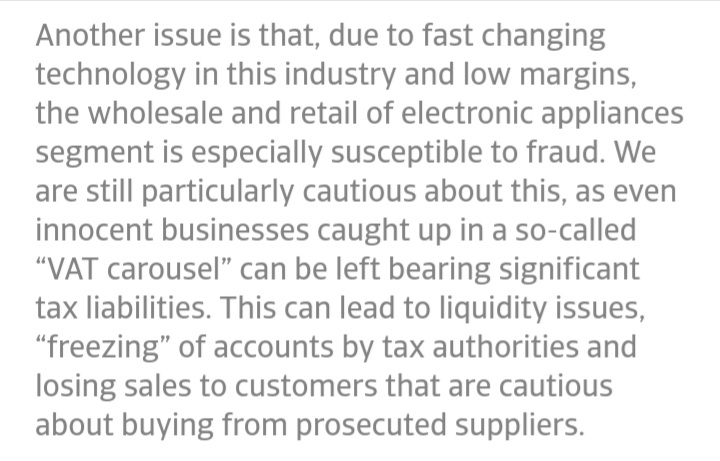 Another issue is that, due to fast changing
technology in this industry and low margins,
the wholesale and retail of electronic appliances
segment is especially susceptible to fraud. We
are still particularly cautious about this, as even
innocent businesses caught up in a so-called
“VAT carousel” can be left bearing significant
tax liabilities. This can lead to liquidity issues,
“freezing” of accounts by tax authorities and
losing sales to customers that are cautious
about buying from prosecuted suppliers.